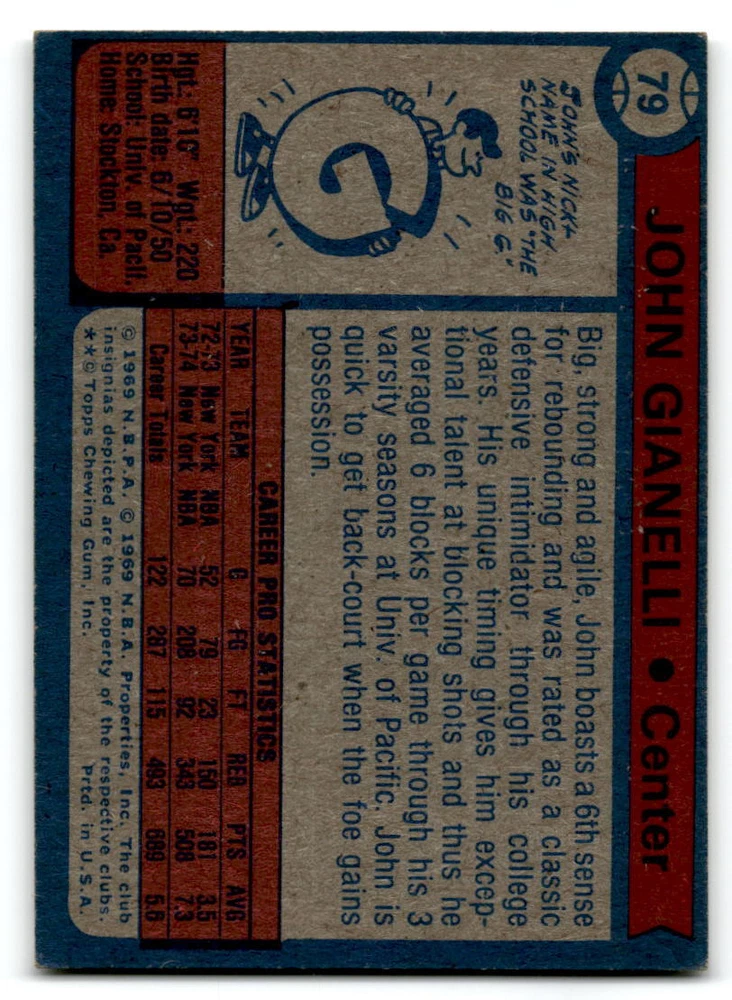 79
JOHN GIANELLI • Center
JOHN'S NICK-
NAME IN HIGH
SCHOOL WAS "THE
BIG G."
G
Hgt.: 6'10" Wgt.: 220
Birth date: 6/10/50
School: Univ. of Pacif.
Home: Stockton, Ca.
Big, strong and agile, John boasts a 6th sense
for rebounding and was rated as a classic
defensive intimidator through his college
years. His unique timing gives him excep-
tional talent at blocking shots and thus he
averaged 6 blocks per game through his 3
varsity seasons at Univ. of Pacific. John is
quick to get back-court when the foe gains
possession.
CAREER PRO STATISTICS
YEAR TEAM G FG FT REB PTS AVG
72-73 New York NBA 52 79 23 150 181 3.5
73-74 New York NBA 70 208 92 343 508 7.3
Career Totals 122 287 115 493 689 5.6
© 1969 N.B.P.A. © 1969 N.B.A. Properties, Inc. The club
insignias depicted are the property of the respective clubs.
**© Topps Chewing Gum, Inc. Prtd. in U.S.A.